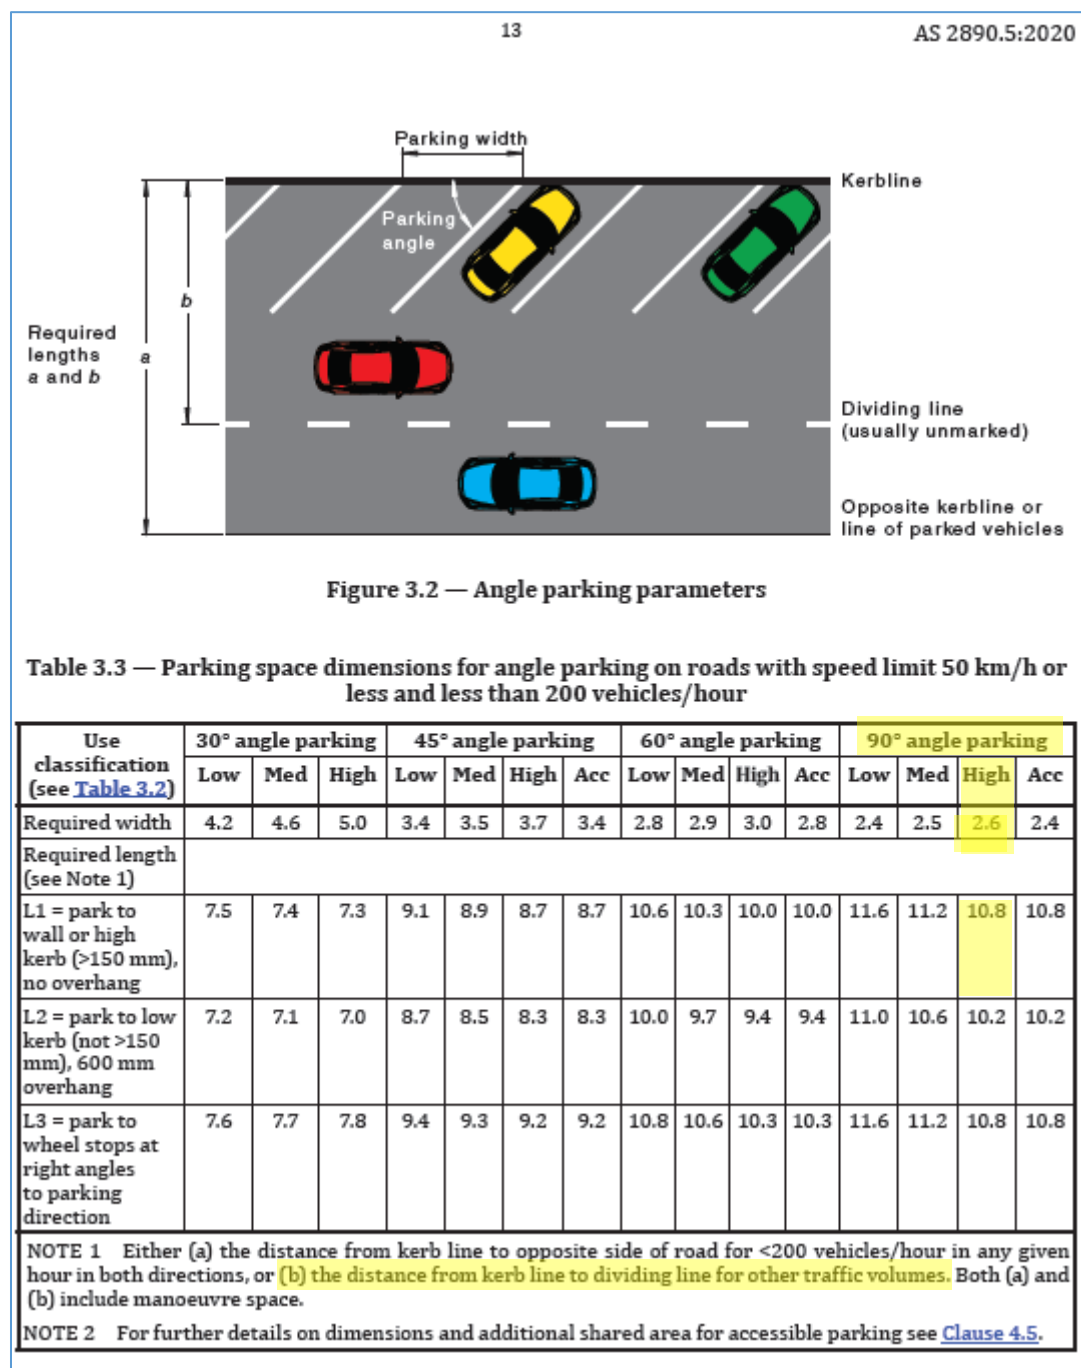 13 AS 2890.5:2020
Parking width
Kerbline
Parking
angle
b
Required
lengths
a and b
a
Dividing line
(usually unmarked)
Opposite kerbline or
line of parked vehicles
Figure 3.2 — Angle parking parameters
Table 3.3 — Parking space dimensions for angle parking on roads with speed limit 50 km/h or
less and less than 200 vehicles/hour
Use
classification
(see Table 3.2)
30° angle parking 45° angle parking 60° angle parking 90° angle parking
Low Med High Low Med High Acc Low Med High Acc Low Med High Acc
Required width 4.2 4.6 5.0 3.4 3.5 3.7 3.4 2.8 2.9 3.0 2.8 2.4 2.5 2.6 2.4
Required length
(see Note 1)
L1 = park to 7.5 7.4 7.3 9.1 8.9 8.7 8.7 10.6 10.3 10.0 10.0 11.6 11.2 10.8 10.8
wall or high
kerb (>150 mm),
no overhang
L2 = park to low 7.2 7.1 7.0 8.7 8.5 8.3 8.3 10.0 9.7 9.4 9.4 11.0 10.6 10.2 10.2
kerb (not >150
mm), 600 mm
overhang
L3 = park to 7.6 7.7 7.8 9.4 9.3 9.2 9.2 10.8 10.6 10.3 10.3 11.6 11.2 10.8 10.8
wheel stops at
right angles
to parking
direction
NOTE 1 Either (a) the distance from kerb line to opposite side of road for <200 vehicles/hour in any given
hour in both directions, or (b) the distance from kerb line to dividing line for other traffic volumes. Both (a) and
(b) include manoeuvre space.
NOTE 2 For further details on dimensions and additional shared area for accessible parking see Clause 4.5.